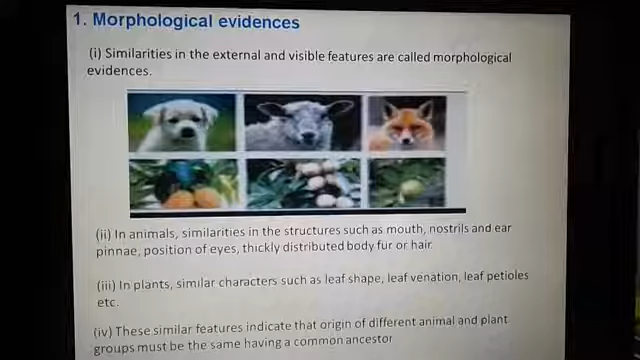 1. Morphological evidences
(i) Similarities in the external and visible features are called morphological
evidences.
(ii) In animals, similarities in the structures such as mouth, nostrils and ear
pinnae, position of eyes, thickly distributed body fur or hair.
(iii) In plants, similar characters such as leaf shape, leaf venation, leaf petioles
etc.
(iv) These similar features indicate that origin of different animal and plant
groups must be the same having a common ancestor